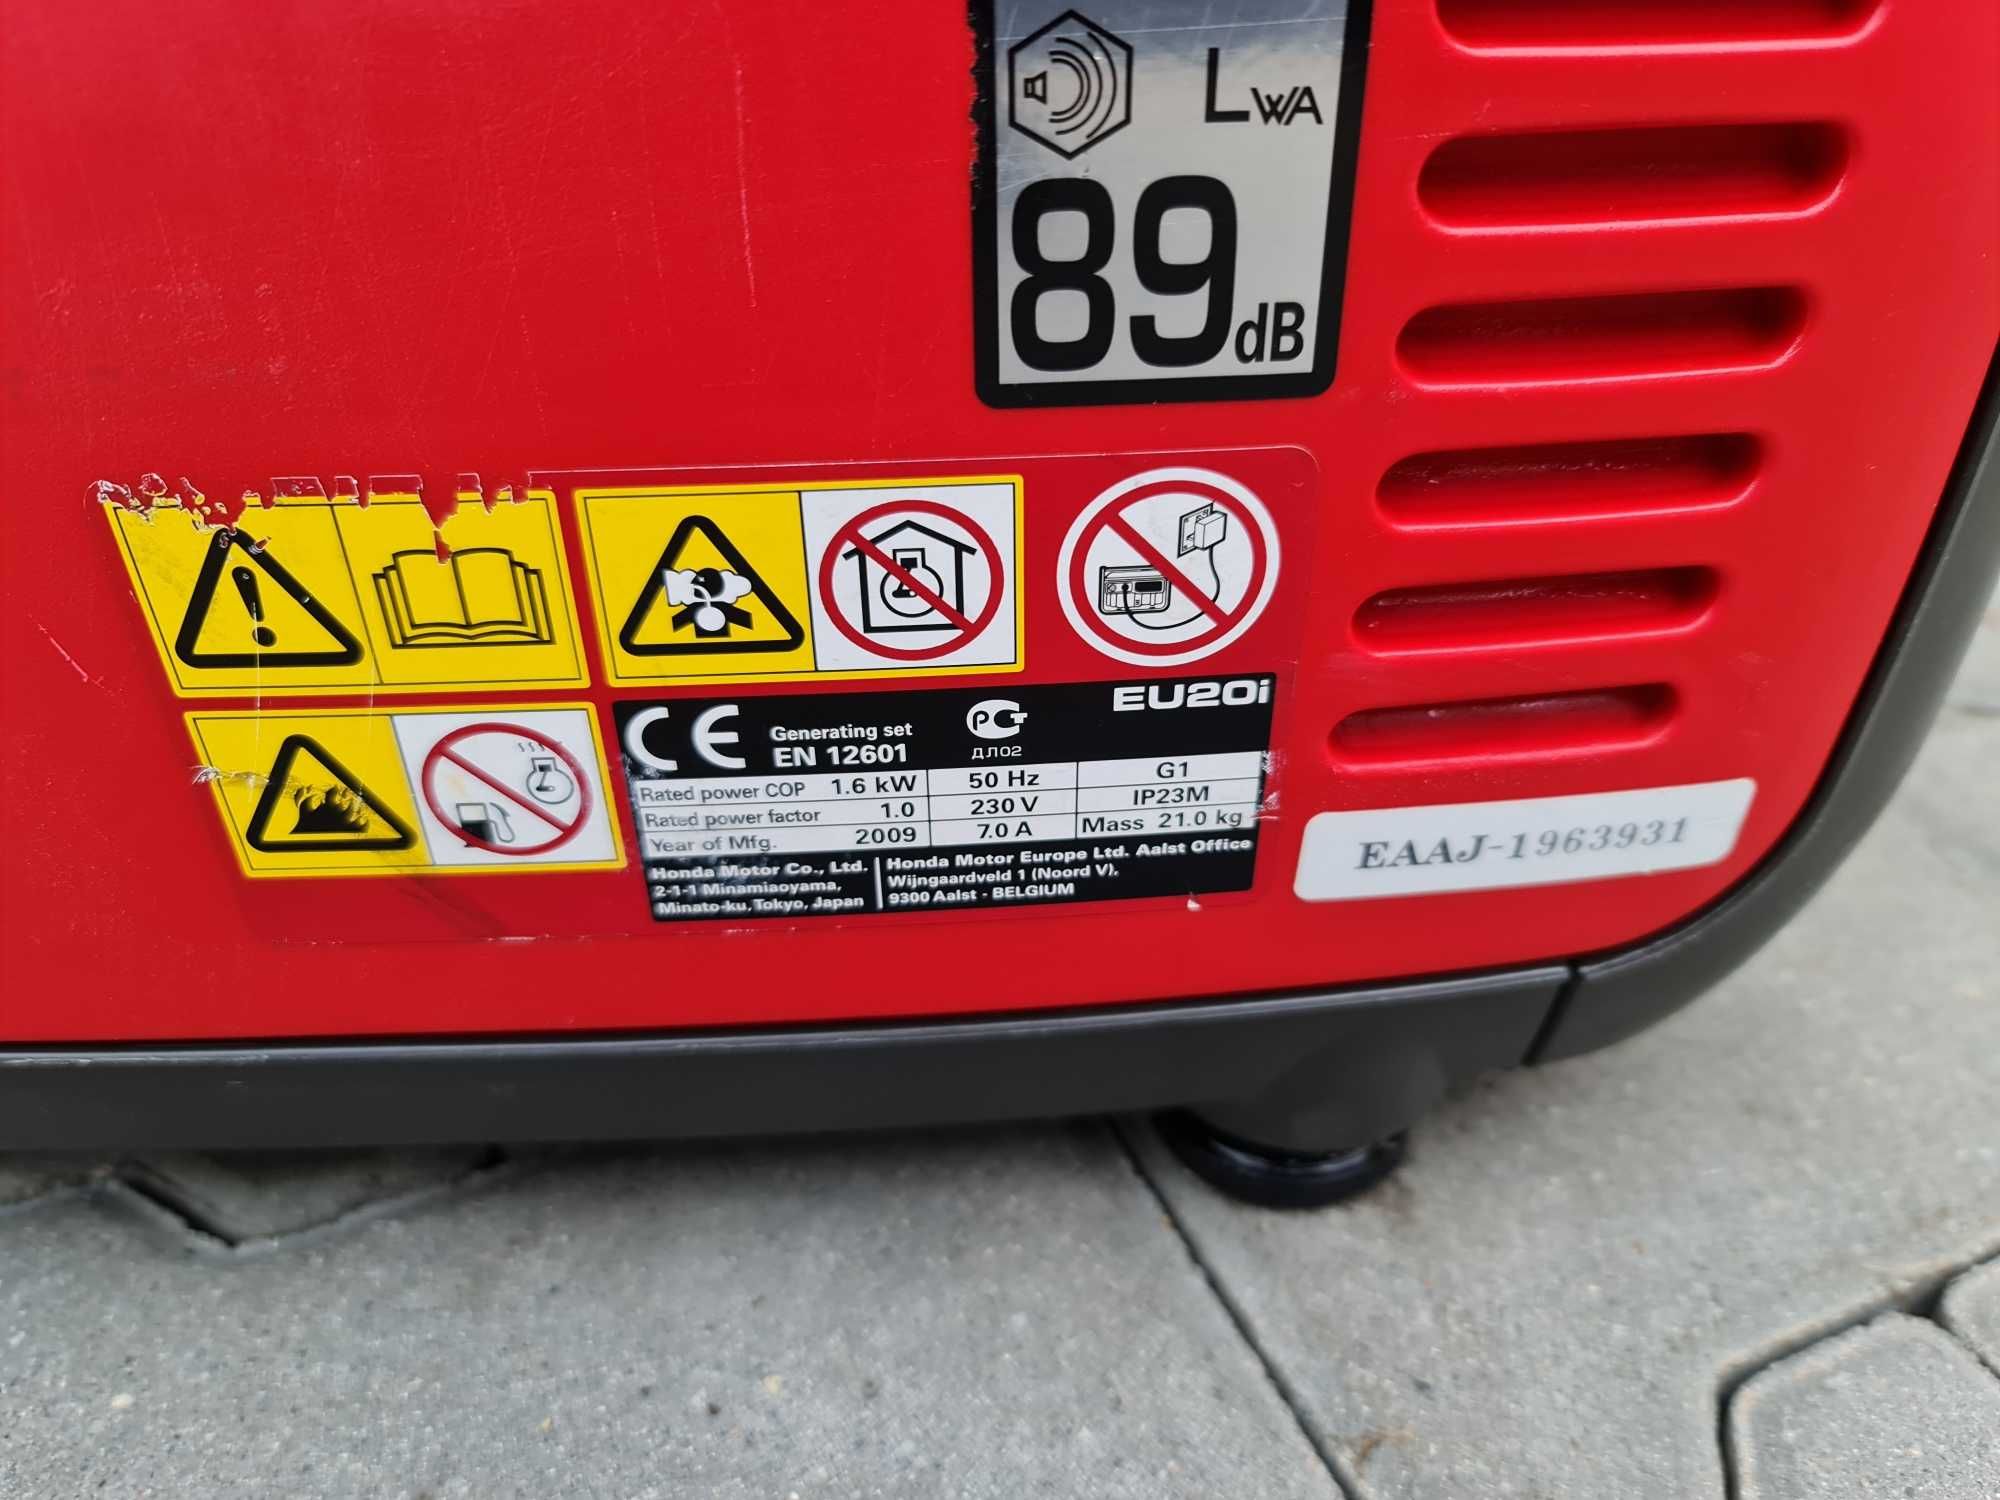 LWA
89dB
CE
Generating set
EN 12601
РСТ
ДЛ02
EU20i
Rated power COP 1.6 kW 50 Hz G1
Rated power factor 1.0 230 V IP23M
Year of Mfg. 2009 7.0 A Mass 21.0 kg
Honda Motor Co., Ltd.
2-1-1 Minamiaoyama,
Minato-ku, Tokyo, Japan
Honda Motor Europe Ltd. Aalst Office
Wijngaardveld 1 (Noord V),
9300 Aalst - BELGIUM
EAAJ-1963931